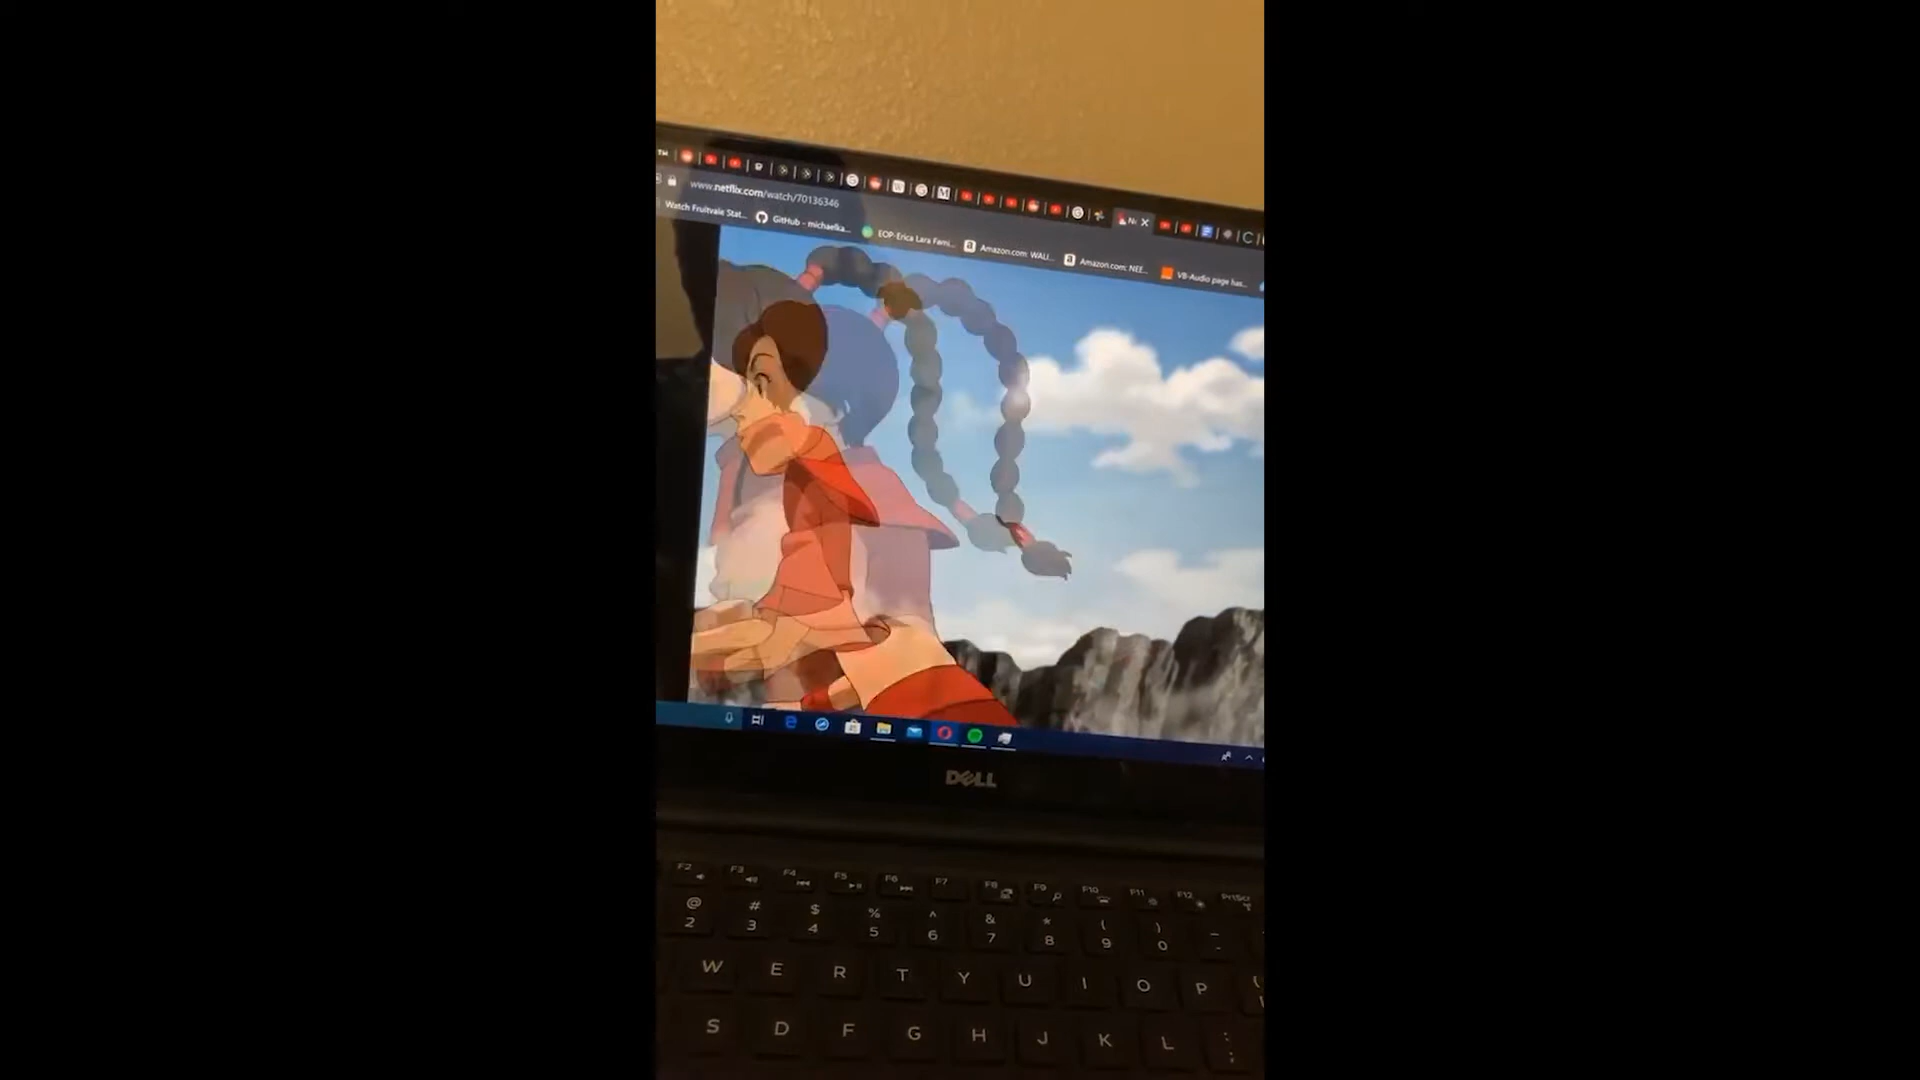 www.netflix.com/watch/70136346
Watch Fruitvale Stat... GitHub - michaelka... EOP-Erica Lara Fami... Amazon.com: WALI... Amazon.com: NEE... VB-Audio page has...
DELL
F2 F3 F4 F5 F6 F7 F8 F9 F10 F11 F12 PrtScr
@ # $ % ^ & * ( ) _
2 3 4 5 6 7 8 9 0 -
W E R T Y U I O P
S D F G H J K L ;